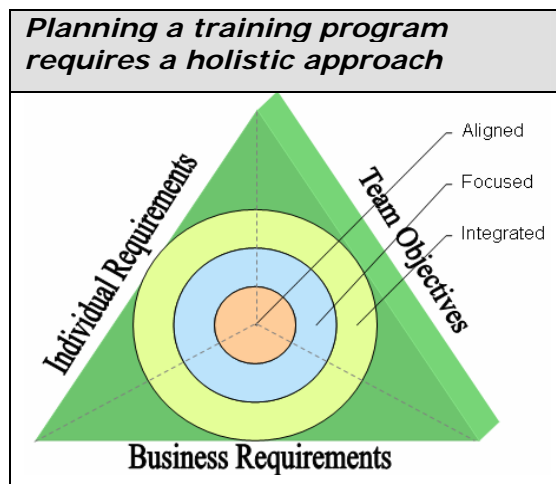 Planning a training program
requires a holistic approach
Aligned
Focused
Integrated
Individual Requirements
Team Objectives
Business Requirements